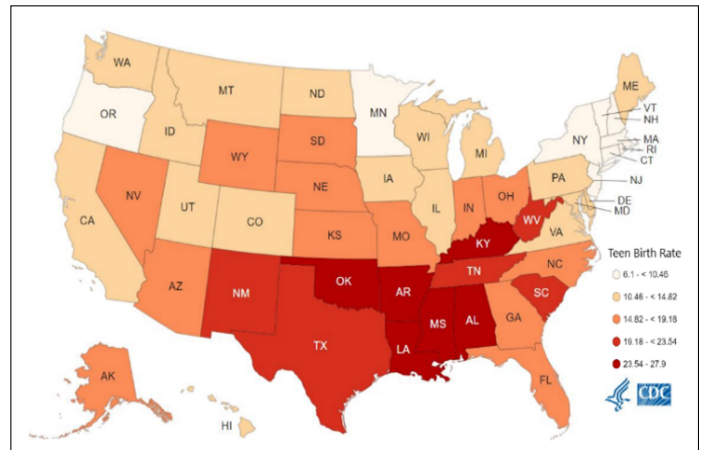 WA
MT
ND
MN
ME
VT
NH
OR
ID
SD
WI
NY
MA
RI
CT
WY
MI
IA
PA
NJ
NE
NV
OH
DE
MD
UT
IL
IN
CA
CO
WV
VA
KS
MO
KY
NC
TN
AZ
OK
NM
AR
SC
MS
AL
GA
TX
LA
FL
AK
HI
Teen Birth Rate
6.1 - < 10.46
10.46 - < 14.82
14.82 - < 19.18
19.18 - < 23.54
23.54 - 27.9
CDC